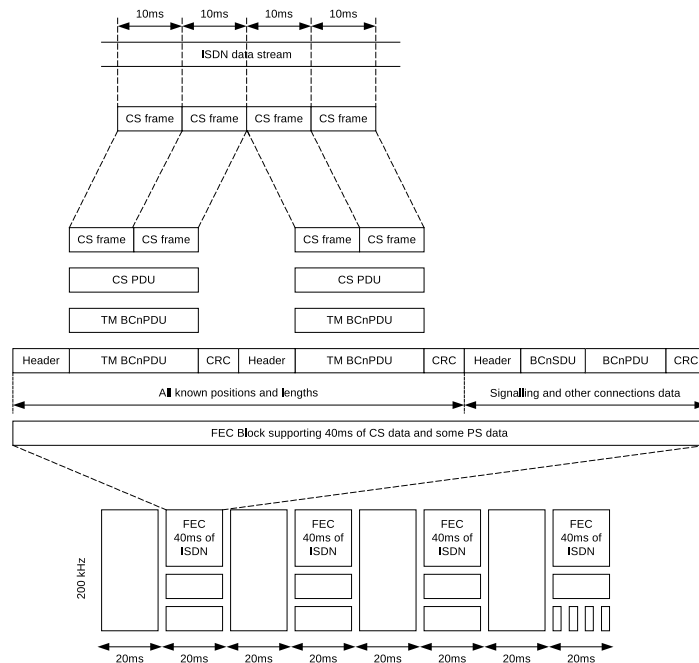 10ms 10ms 10ms 10ms
ISDN data stream
CS frame CS frame CS frame CS frame
CS frame CS frame CS frame CS frame
CS PDU CS PDU
TM BCnPDU TM BCnPDU
Header TM BCnPDU CRC Header TM BCnPDU CRC Header BCnSDU BCnPDU CRC
All known positions and lengths Signalling and other connections data
FEC Block supporting 40ms of CS data and some PS data
FEC FEC FEC FEC
40ms of 40ms of 40ms of 40ms of
ISDN ISDN ISDN ISDN
200 kHz
20ms 20ms 20ms 20ms 20ms 20ms 20ms 20ms